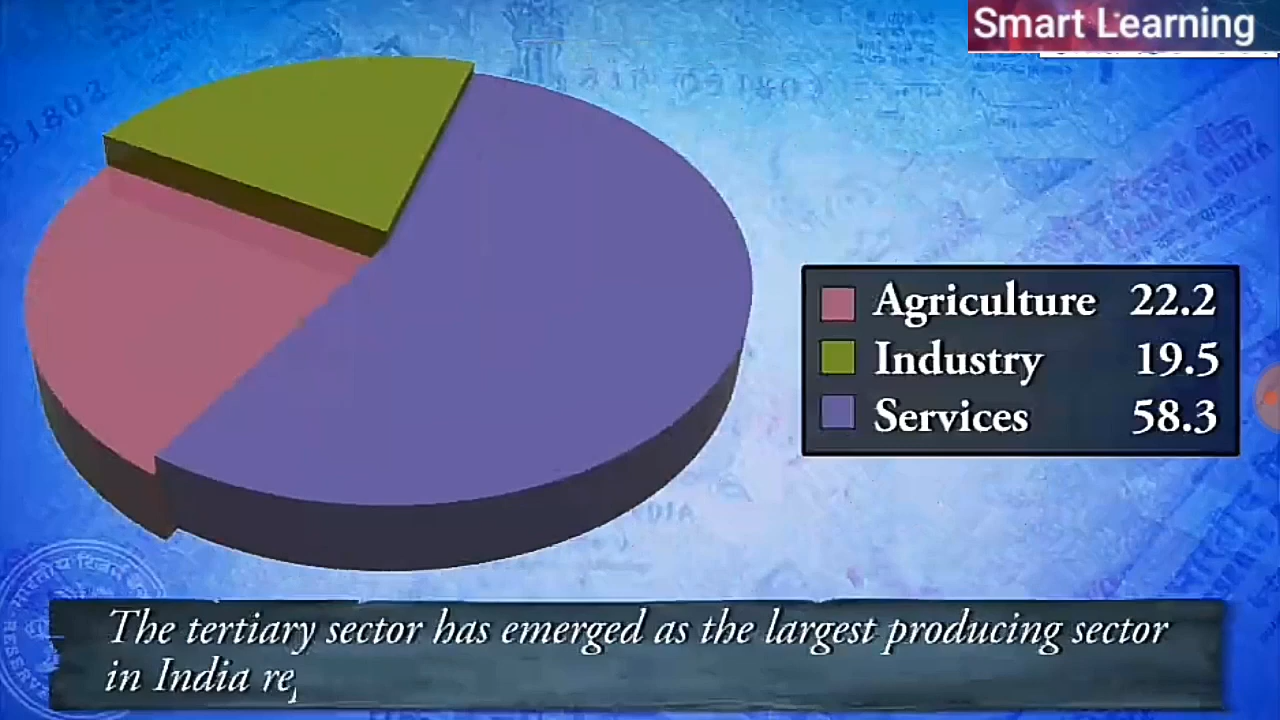 Smart Learning
Agriculture 22.2
Industry 19.5
Services 58.3
The tertiary sector has emerged as the largest producing sector
in India